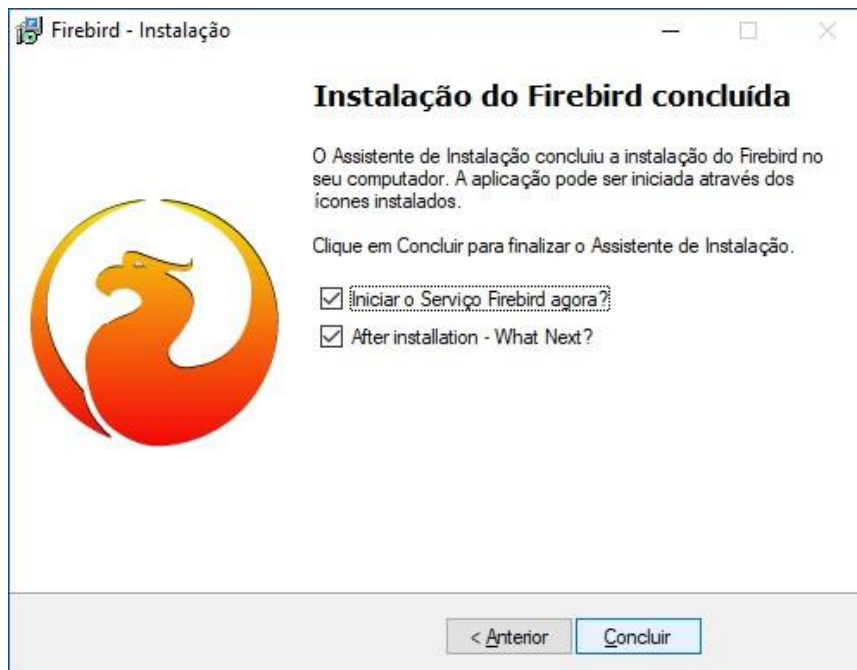 Firebird - Instalação
Instalação do Firebird concluída
O Assistente de Instalação concluiu a instalação do Firebird no
seu computador. A aplicação pode ser iniciada através dos
ícones instalados.
Clique em Concluir para finalizar o Assistente de Instalação.
Iniciar o Serviço Firebird agora?
After installation - What Next?
< Anterior
Concluir